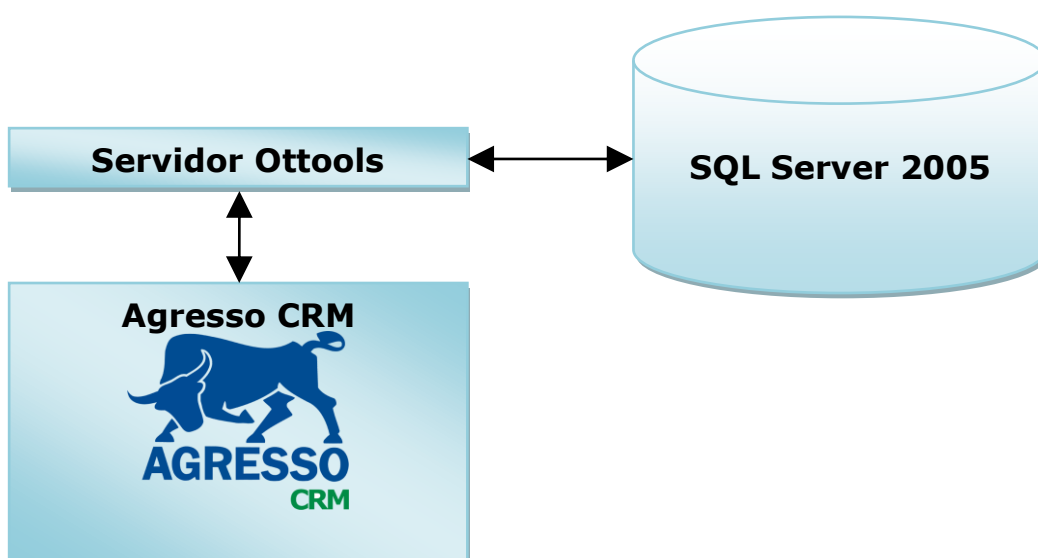 Servidor Ottools
SQL Server 2005
Agresso CRM
AGRESSO
CRM